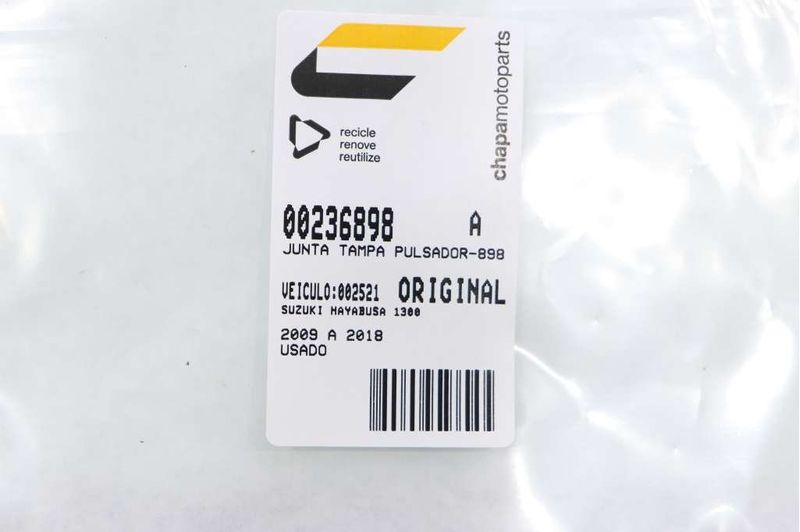 chapamotoparts
recicle
renove
reutilize
00236898 A
JUNTA TAMPA PULSADOR-898
VEICULO:002521 ORIGINAL
SUZUKI HAYABUSA 1300
2009 A 2018
USADO